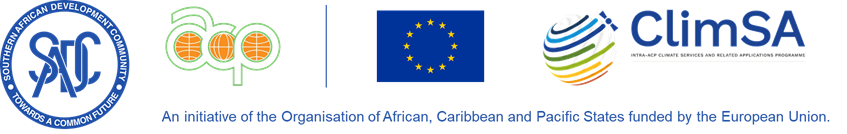 SOUTHERN AFRICAN DEVELOPMENT COMMUNITY
SADC
TOWARDS A COMMON FUTURE
acp
ClimSA
INTRA-ACP CLIMATE SERVICES AND RELATED APPLICATIONS PROGRAMME
An initiative of the Organisation of African, Caribbean and Pacific States funded by the European Union.